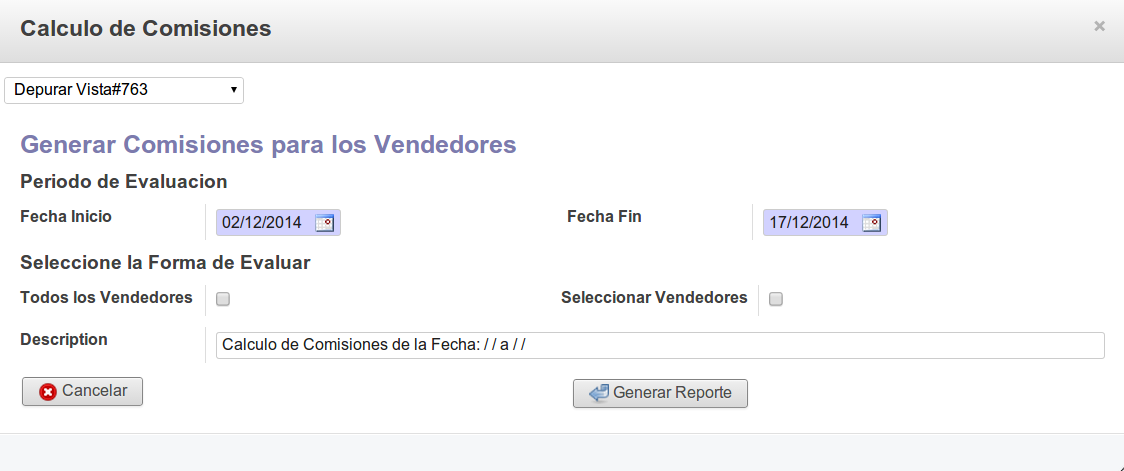 Calculo de Comisiones ×
Depurar Vista#763
Generar Comisiones para los Vendedores
Periodo de Evaluacion
Fecha Inicio 02/12/2014 Fecha Fin 17/12/2014
Seleccione la Forma de Evaluar
Todos los Vendedores Seleccionar Vendedores
Description Calculo de Comisiones de la Fecha: / / a / /
Cancelar Generar Reporte